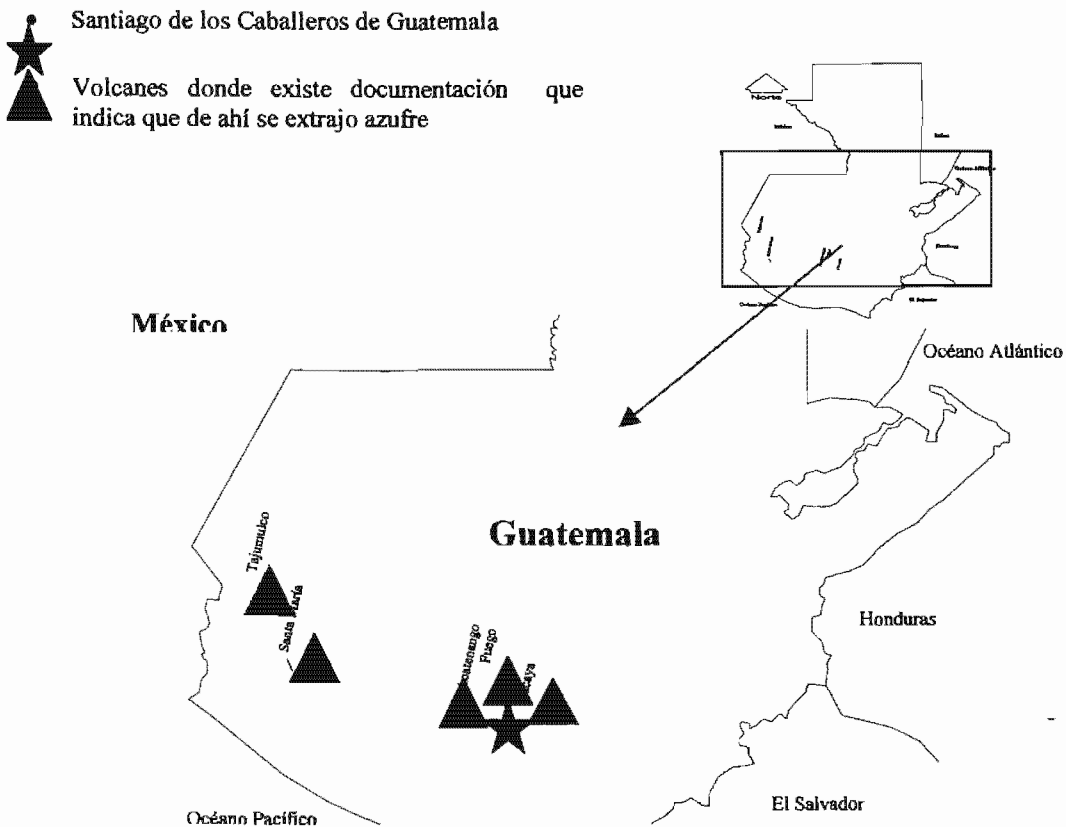 Santiago de los Caballeros de Guatemala
Volcanes donde existe documentación que
indica que de ahí se extrajo azufre
Norte
México
Océano Atlántico
Guatemala
Tajumulco
Santa María
Fuego
Honduras
El Salvador
Océano Pacífico